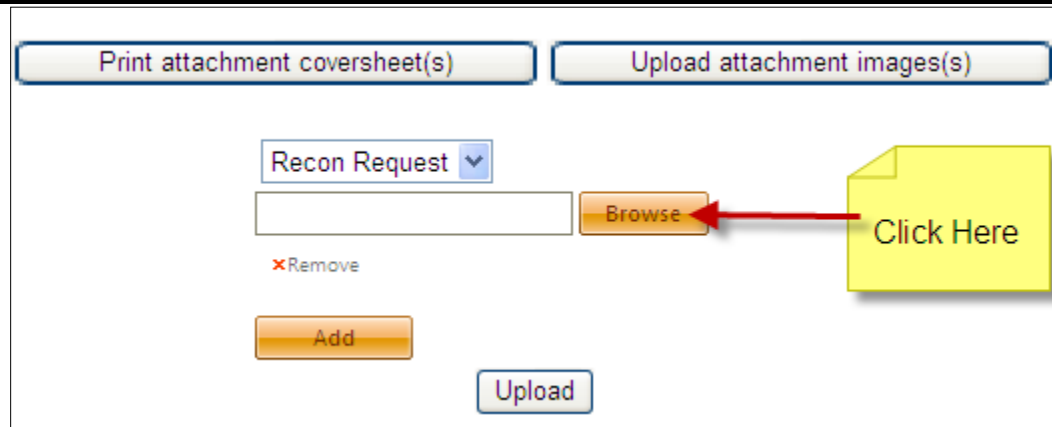 Print attachment coversheet(s) Upload attachment images(s)
Recon Request
Browse
Click Here
×Remove
Add
Upload